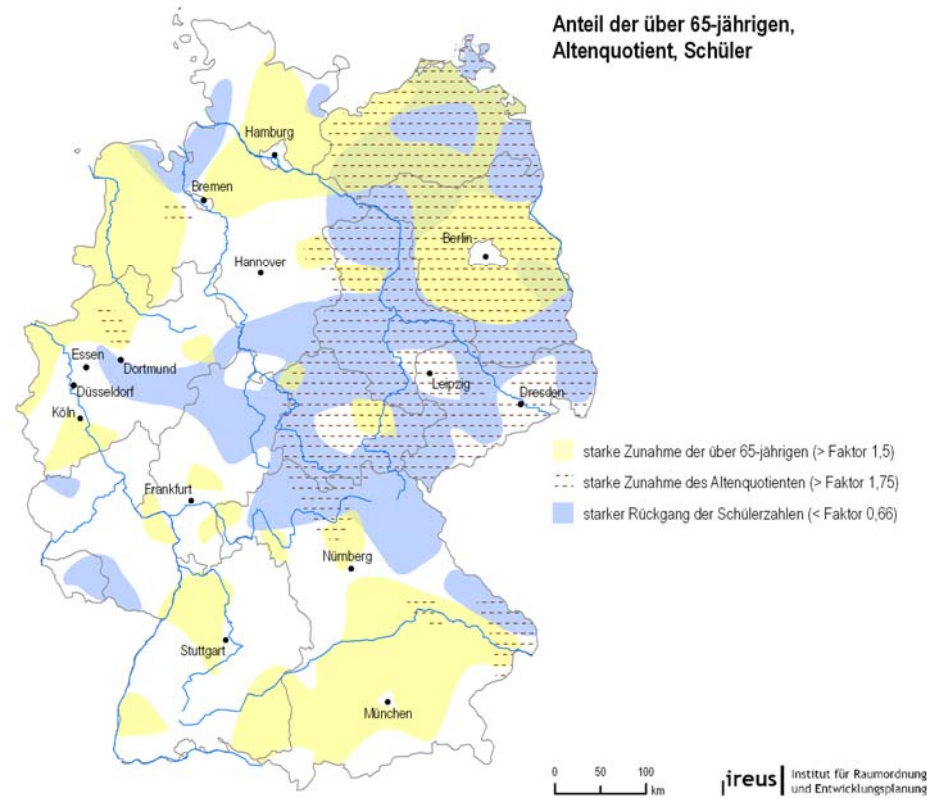 Anteil der über 65-jährigen,
Altenquotient, Schüler
Hamburg
Bremen
Berlin
Hannover
Essen
Dortmund
Düsseldorf
Leipzig
Dresden
Köln
Frankfurt
Nürnberg
Stuttgart
München
starke Zunahme der über 65-jährigen (> Faktor 1,5)
starke Zunahme des Altenquotienten (> Faktor 1,75)
starker Rückgang der Schülerzahlen (< Faktor 0,66)
0 50 100
km
ireus
Institut für Raumordnung
und Entwicklungsplanung